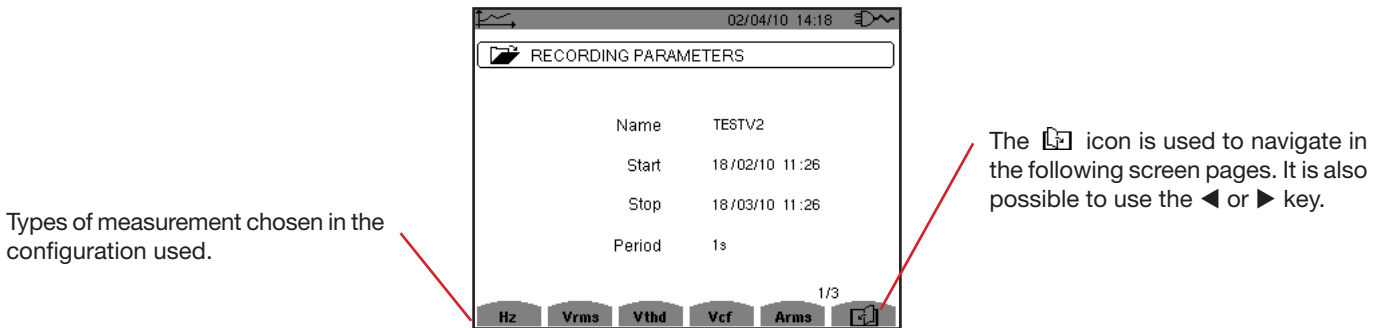 02/04/10 14:18
RECORDING PARAMETERS
Name TESTV2
Start 18/02/10 11:26
Stop 18/03/10 11:26
Period 1s
1/3
Hz Vrms Vthd Vcf Arms
Types of measurement chosen in the
configuration used.
The icon is used to navigate in
the following screen pages. It is also
possible to use the ◄ or ► key.